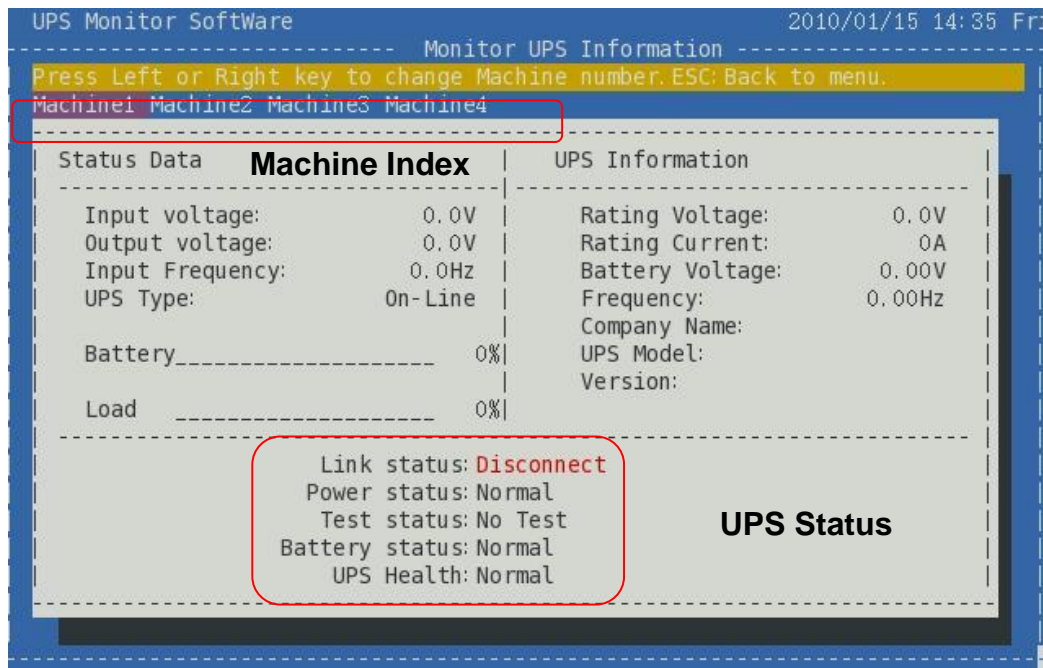 UPS Monitor SoftWare 2010/01/15 14:35 Fri
Monitor UPS Information
Press Left or Right key to change Machine number.ESC:Back to menu.
Machine1 Machine2 Machine3 Machine4
Status Data Machine Index UPS Information
Input voltage: 0.0V Rating Voltage: 0.0V
Output voltage: 0.0V Rating Current: 0A
Input Frequency: 0.0Hz Battery Voltage: 0.00V
UPS Type: On-Line Frequency: 0.00Hz
Company Name:
Battery 0% UPS Model:
Version:
Load 0%
Link status:Disconnect
Power status:Normal
Test status:No Test
UPS Status
Battery status:Normal
UPS Health:Normal